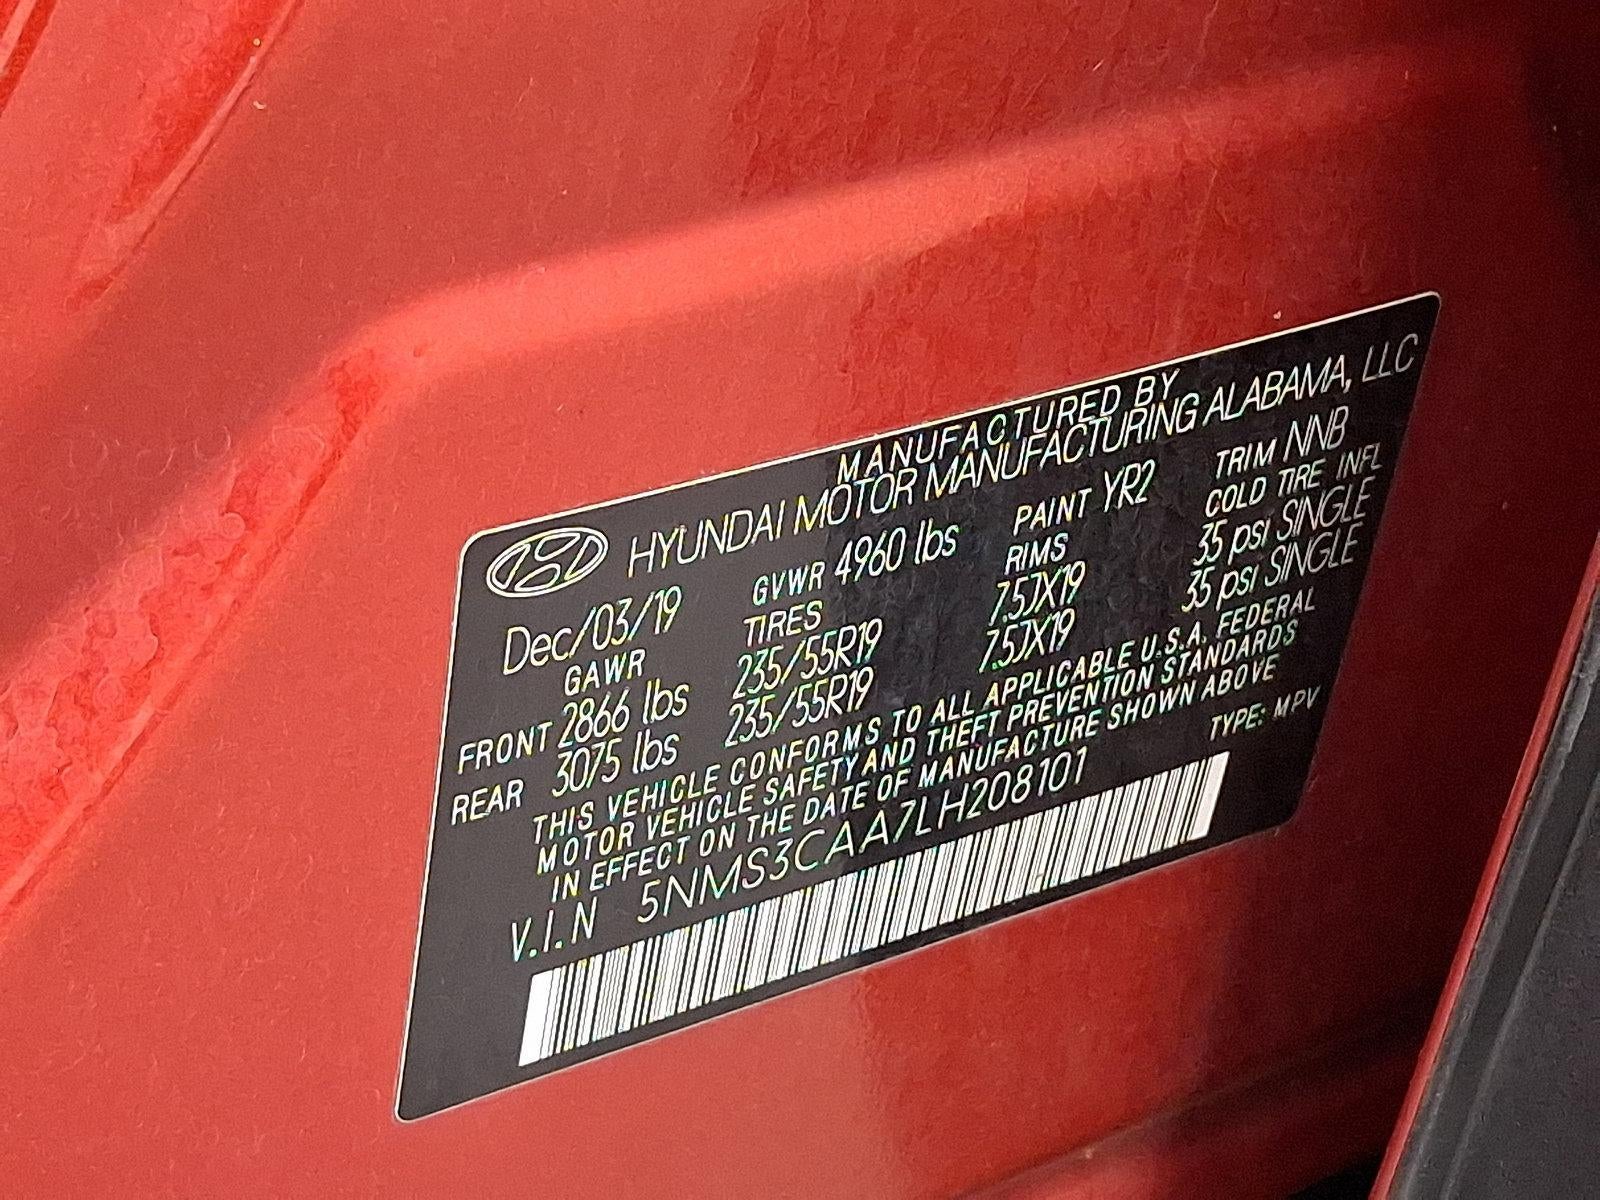 MANUFACTURED BY
HYUNDAI MOTOR MANUFACTURING ALABAMA, LLC
Dec/03/19 GVWR 4960 lbs PAINT YR2 TRIM NNB
GAWR TIRES RIMS COLD TIRE INFL
FRONT 2866 lbs 235/55R19 7.5JX19 35 psi SINGLE
REAR 3075 lbs 235/55R19 7.5JX19 35 psi SINGLE
THIS VEHICLE CONFORMS TO ALL APPLICABLE U.S.A. FEDERAL
MOTOR VEHICLE SAFETY AND THEFT PREVENTION STANDARDS
IN EFFECT ON THE DATE OF MANUFACTURE SHOWN ABOVE
V.I.N 5NMS3CAA7LH208101 TYPE: MPV